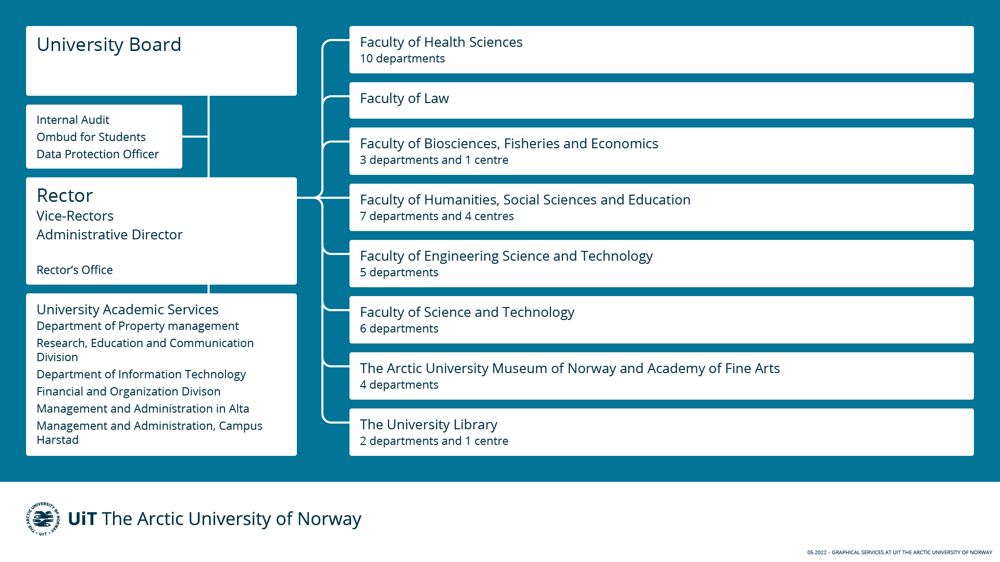 University Board
Internal Audit
Ombud for Students
Data Protection Officer
Rector
Vice-Rectors
Administrative Director
Rector’s Office
University Academic Services
Department of Property management
Research, Education and Communication
Division
Department of Information Technology
Financial and Organization Divison
Management and Administration in Alta
Management and Administration, Campus
Harstad
Faculty of Health Sciences
10 departments
Faculty of Law
Faculty of Biosciences, Fisheries and Economics
3 departments and 1 centre
Faculty of Humanities, Social Sciences and Education
7 departments and 4 centres
Faculty of Engineering Science and Technology
5 departments
Faculty of Science and Technology
6 departments
The Arctic University Museum of Norway and Academy of Fine Arts
4 departments
The University Library
2 departments and 1 centre
THE ARCTIC UNIVERSITY OF NORWAY • UiT •
UiT The Arctic University of Norway
05.2022 – GRAPHICAL SERVICES AT UIT THE ARCTIC UNIVERSITY OF NORWAY